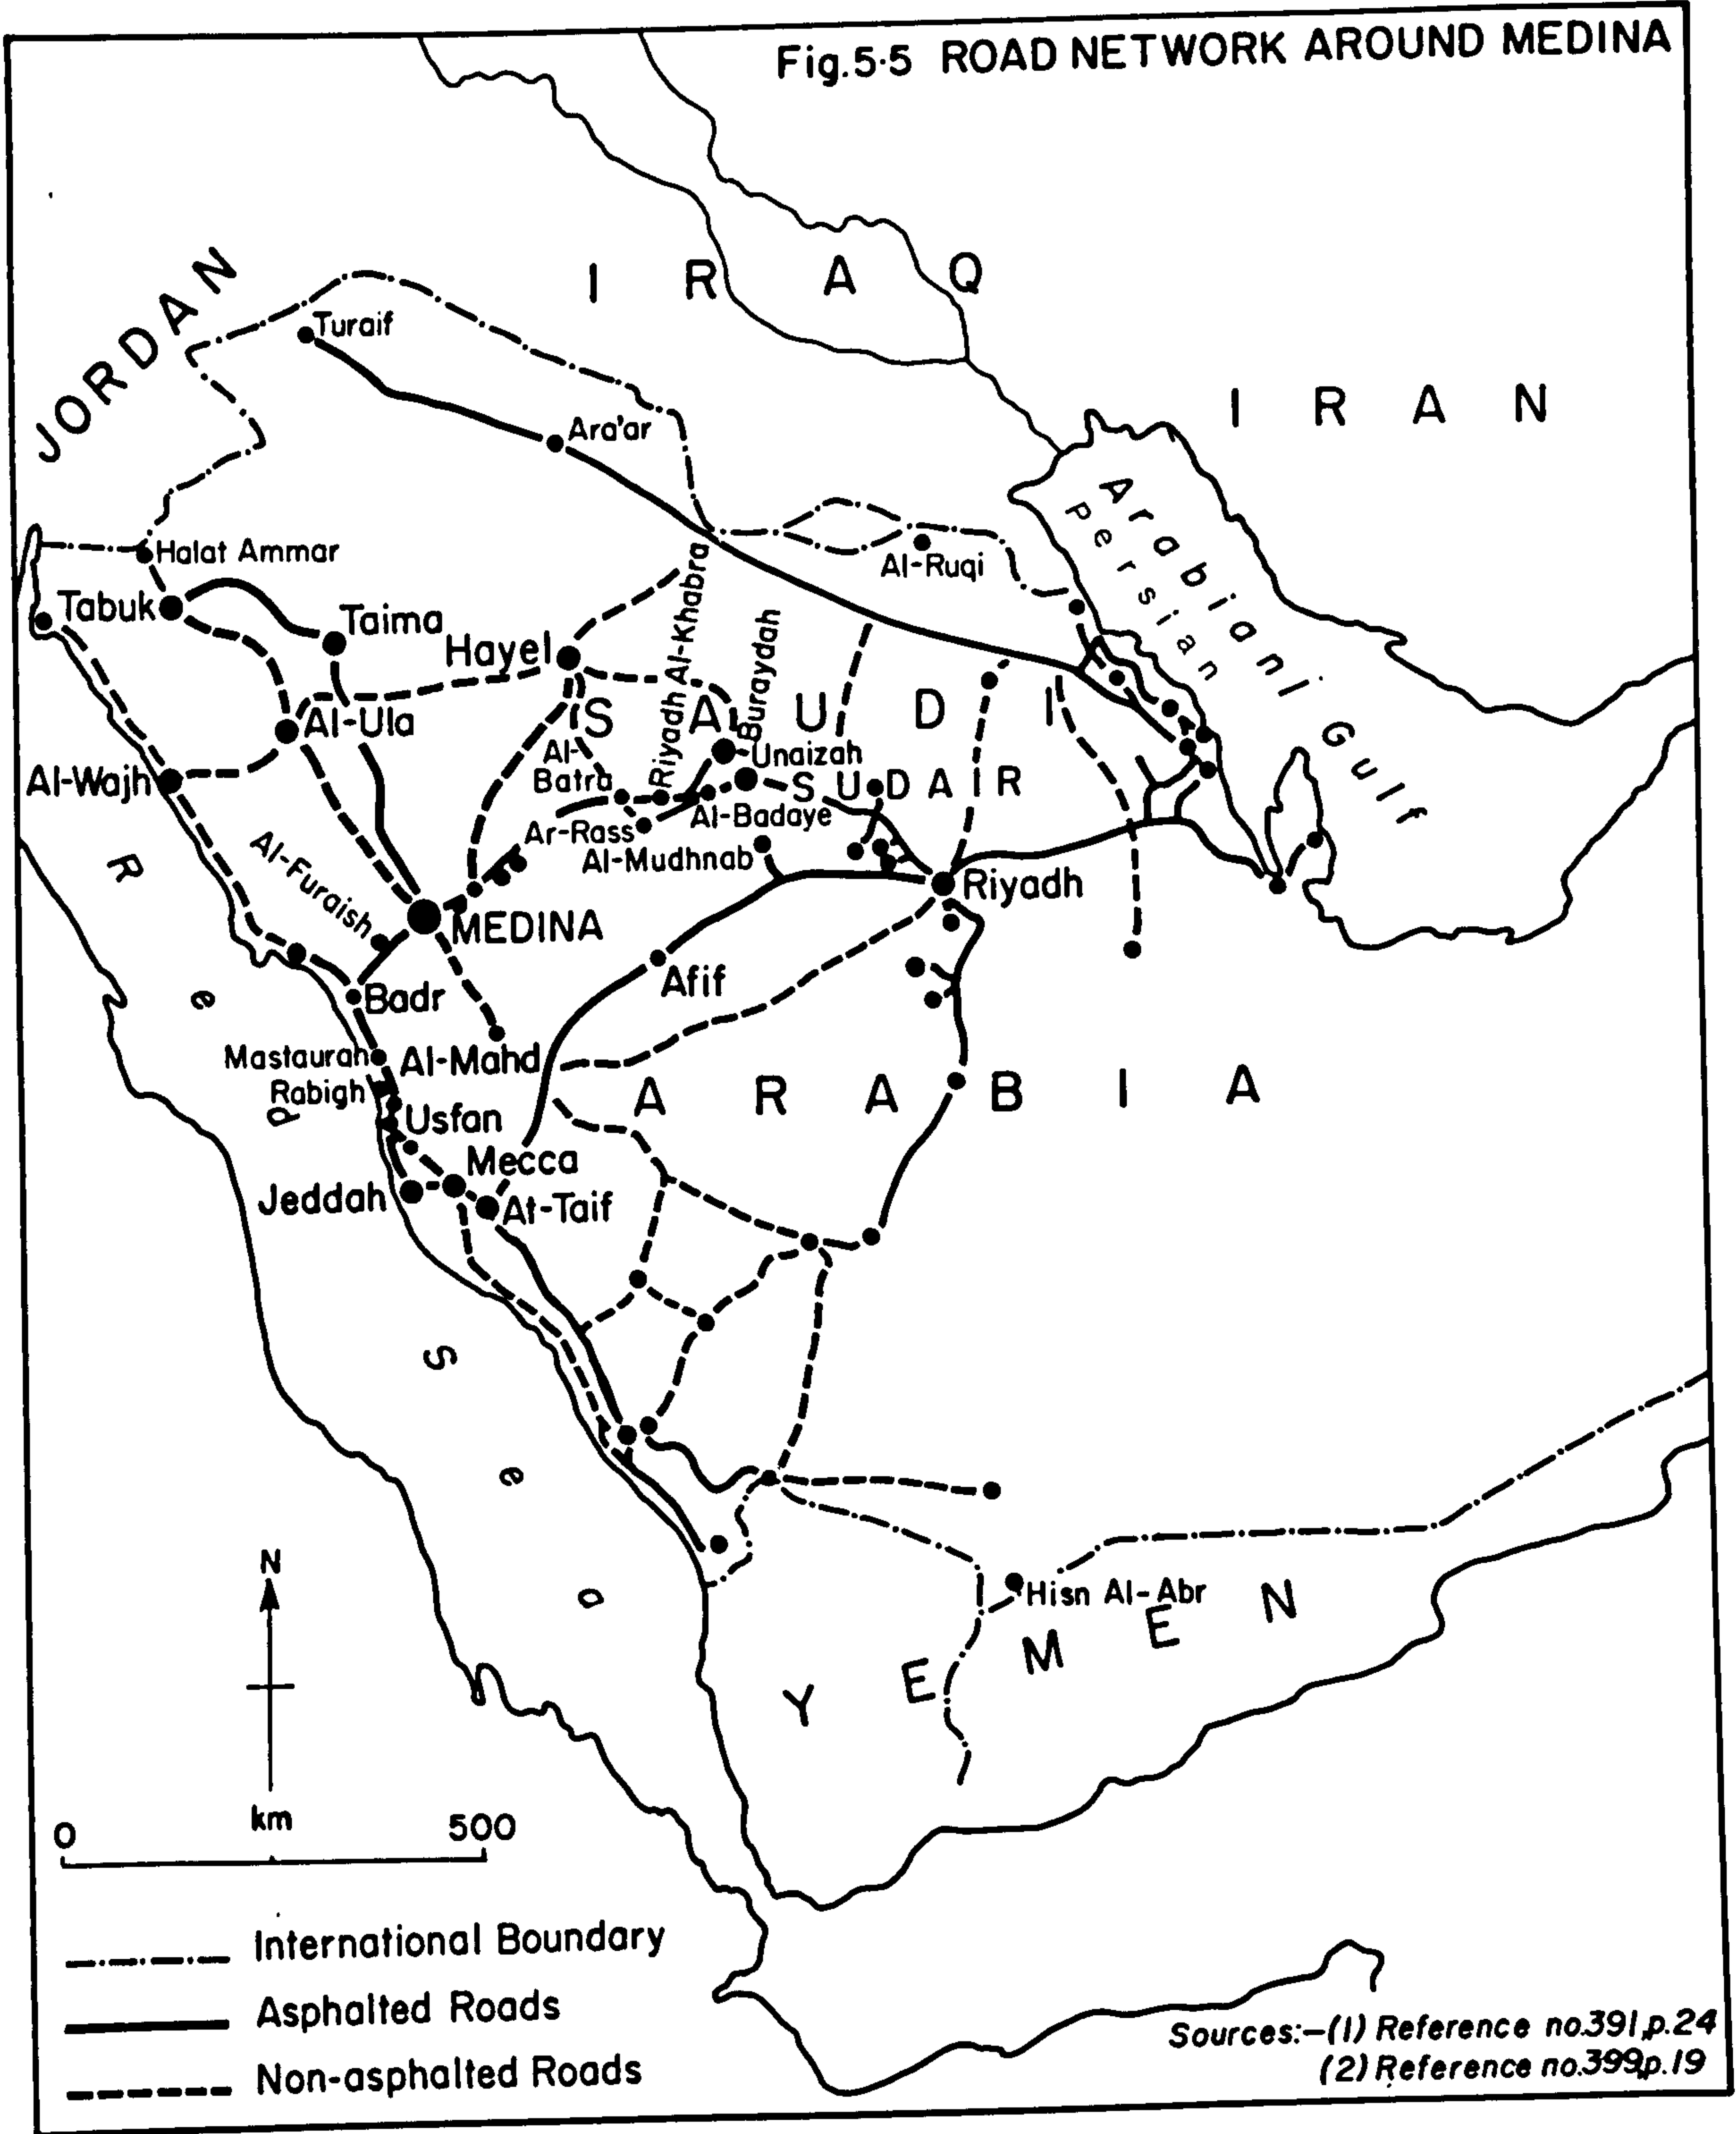 Fig.5·5 ROAD NETWORK AROUND MEDINA
JORDAN
IRAQ
IRAN
Turaif
Ara'ar
Arabian Gulf
Persian
Halat Ammar
Al-Ruqi
Tabuk
Taima
Hayel
Riyadh Al-Khabra
Buraydah
SAUDI
Al-Ula
Al-Wajh
Al-
Batra
Unaizah
SUDAIR
Ar-Rass
Al-Badaye
Al-Mudhnab
Al-Furaish
MEDINA
Riyadh
Red Sea
Afif
Badr
Mastaurah
Al-Mahd
Rabigh
ARABIA
Usfan
Mecca
Jeddah
At-Taif
Hisn Al-Abr
YEMEN
N
km
0 500
International Boundary
Asphalted Roads
Non-asphalted Roads
Sources:-(1) Reference no.391,p.24
(2) Reference no.399,p.19